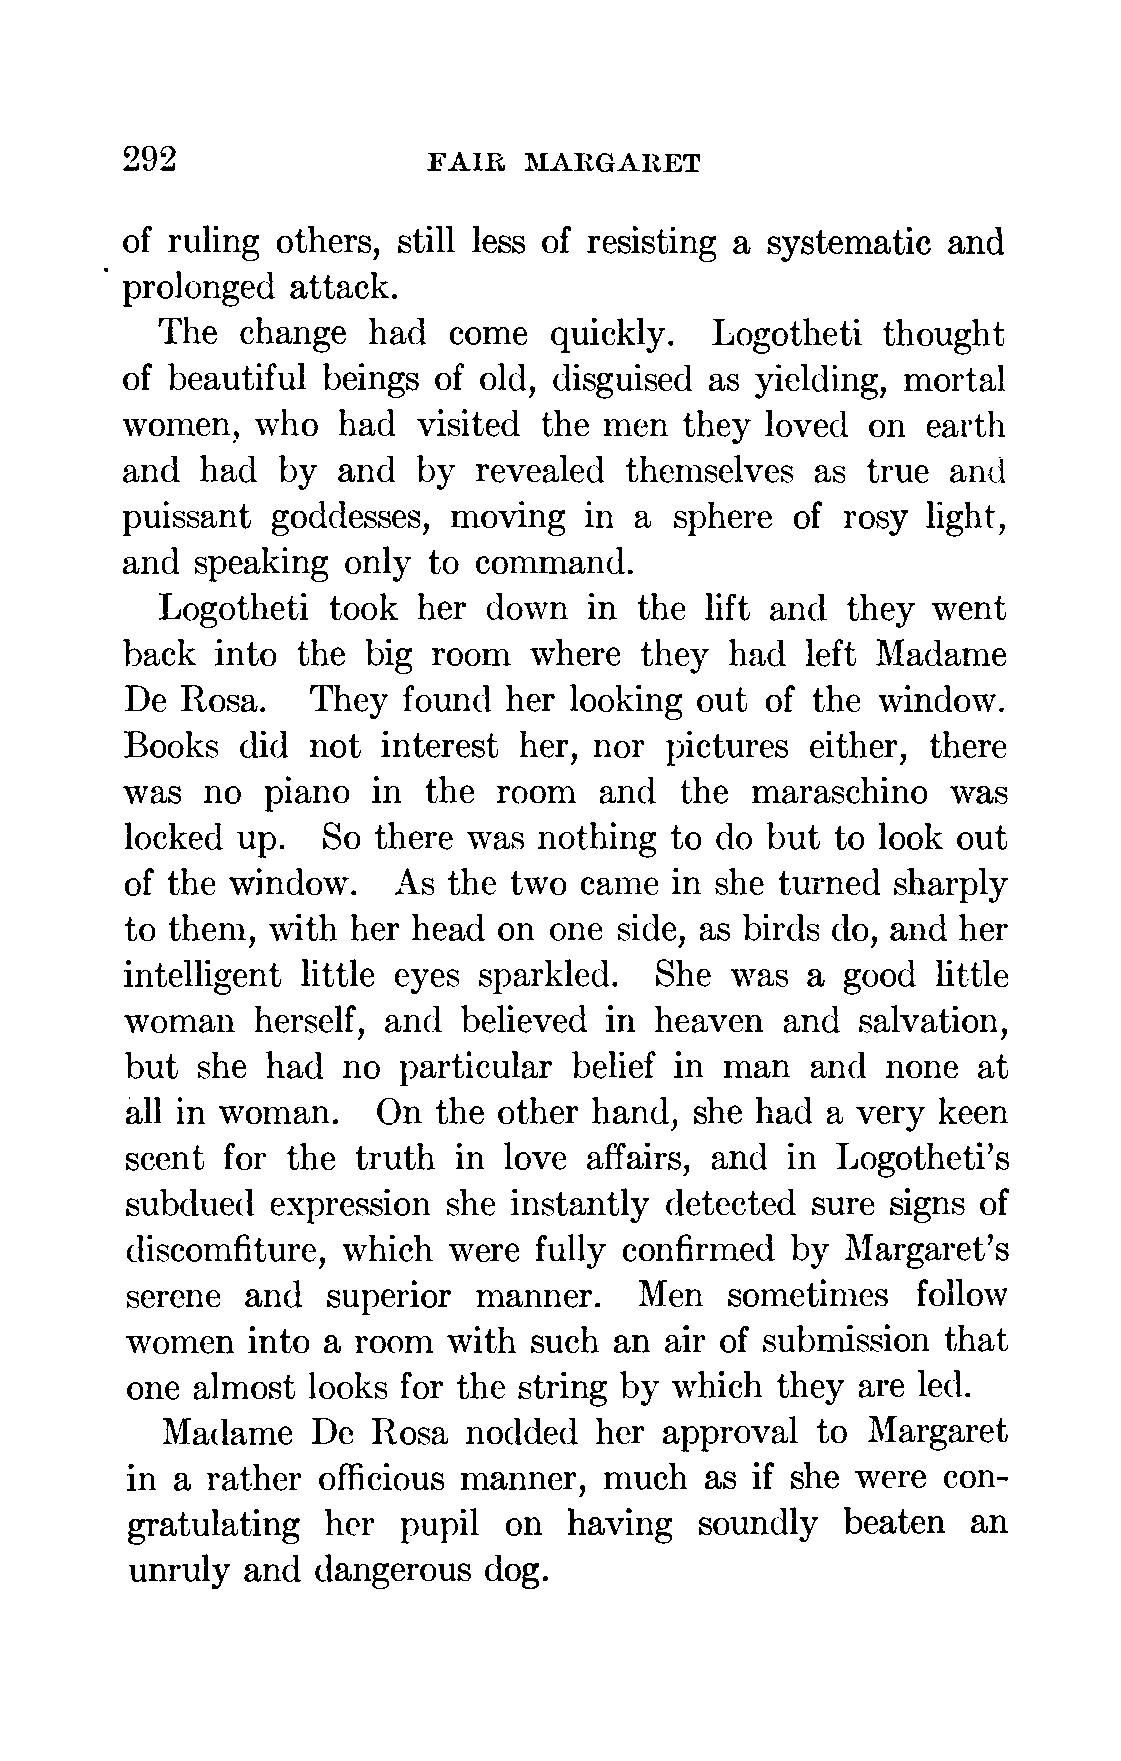 292 FAIR MARGARET
of ruling others, still less of resisting a systematic and
prolonged attack.
The change had come quickly. Logotheti thought
of beautiful beings of old, disguised as yielding, mortal
women, who had visited the men they loved on earth
and had by and by revealed themselves as true and
puissant goddesses, moving in a sphere of rosy light,
and speaking only to command.
Logotheti took her down in the lift and they went
back into the big room where they had left Madame
De Rosa. They found her looking out of the window.
Books did not interest her, nor pictures either, there
was no piano in the room and the maraschino was
locked up. So there was nothing to do but to look out
of the window. As the two came in she turned sharply
to them, with her head on one side, as birds do, and her
intelligent little eyes sparkled. She was a good little
woman herself, and believed in heaven and salvation,
but she had no particular belief in man and none at
all in woman. On the other hand, she had a very keen
scent for the truth in love affairs, and in Logotheti's
subdued expression she instantly detected sure signs of
discomfiture, which were fully confirmed by Margaret's
serene and superior manner. Men sometimes follow
women into a room with such an air of submission that
one almost looks for the string by which they are led.
Madame De Rosa nodded her approval to Margaret
in a rather officious manner, much as if she were con-
gratulating her pupil on having soundly beaten an
unruly and dangerous dog.